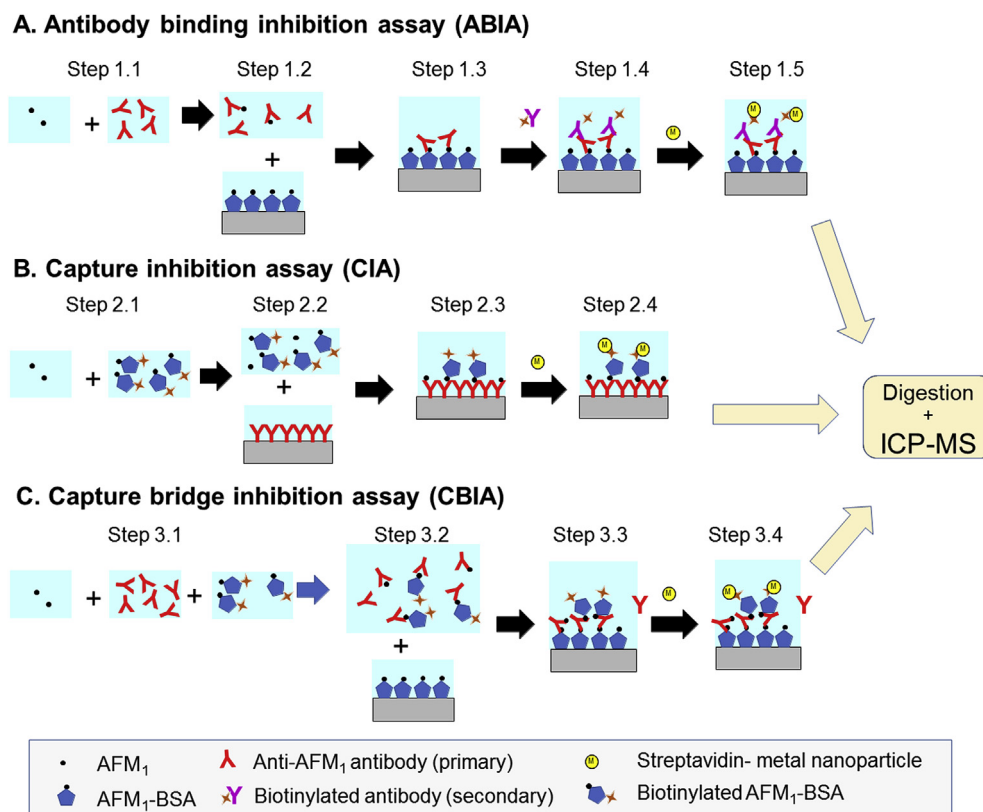 A. Antibody binding inhibition assay (ABIA)
Step 1.1 Step 1.2 Step 1.3 Step 1.4 Step 1.5
+
+
M
M M
B. Capture inhibition assay (CIA)
Step 2.1 Step 2.2 Step 2.3 Step 2.4
+
+
M
M M
Digestion
+
ICP-MS
C. Capture bridge inhibition assay (CBIA)
Step 3.1 Step 3.2 Step 3.3 Step 3.4
+ +
+
M
M M
AFM₁ Anti-AFM₁ antibody (primary) M Streptavidin- metal nanoparticle
AFM₁-BSA Biotinylated antibody (secondary) Biotinylated AFM₁-BSA